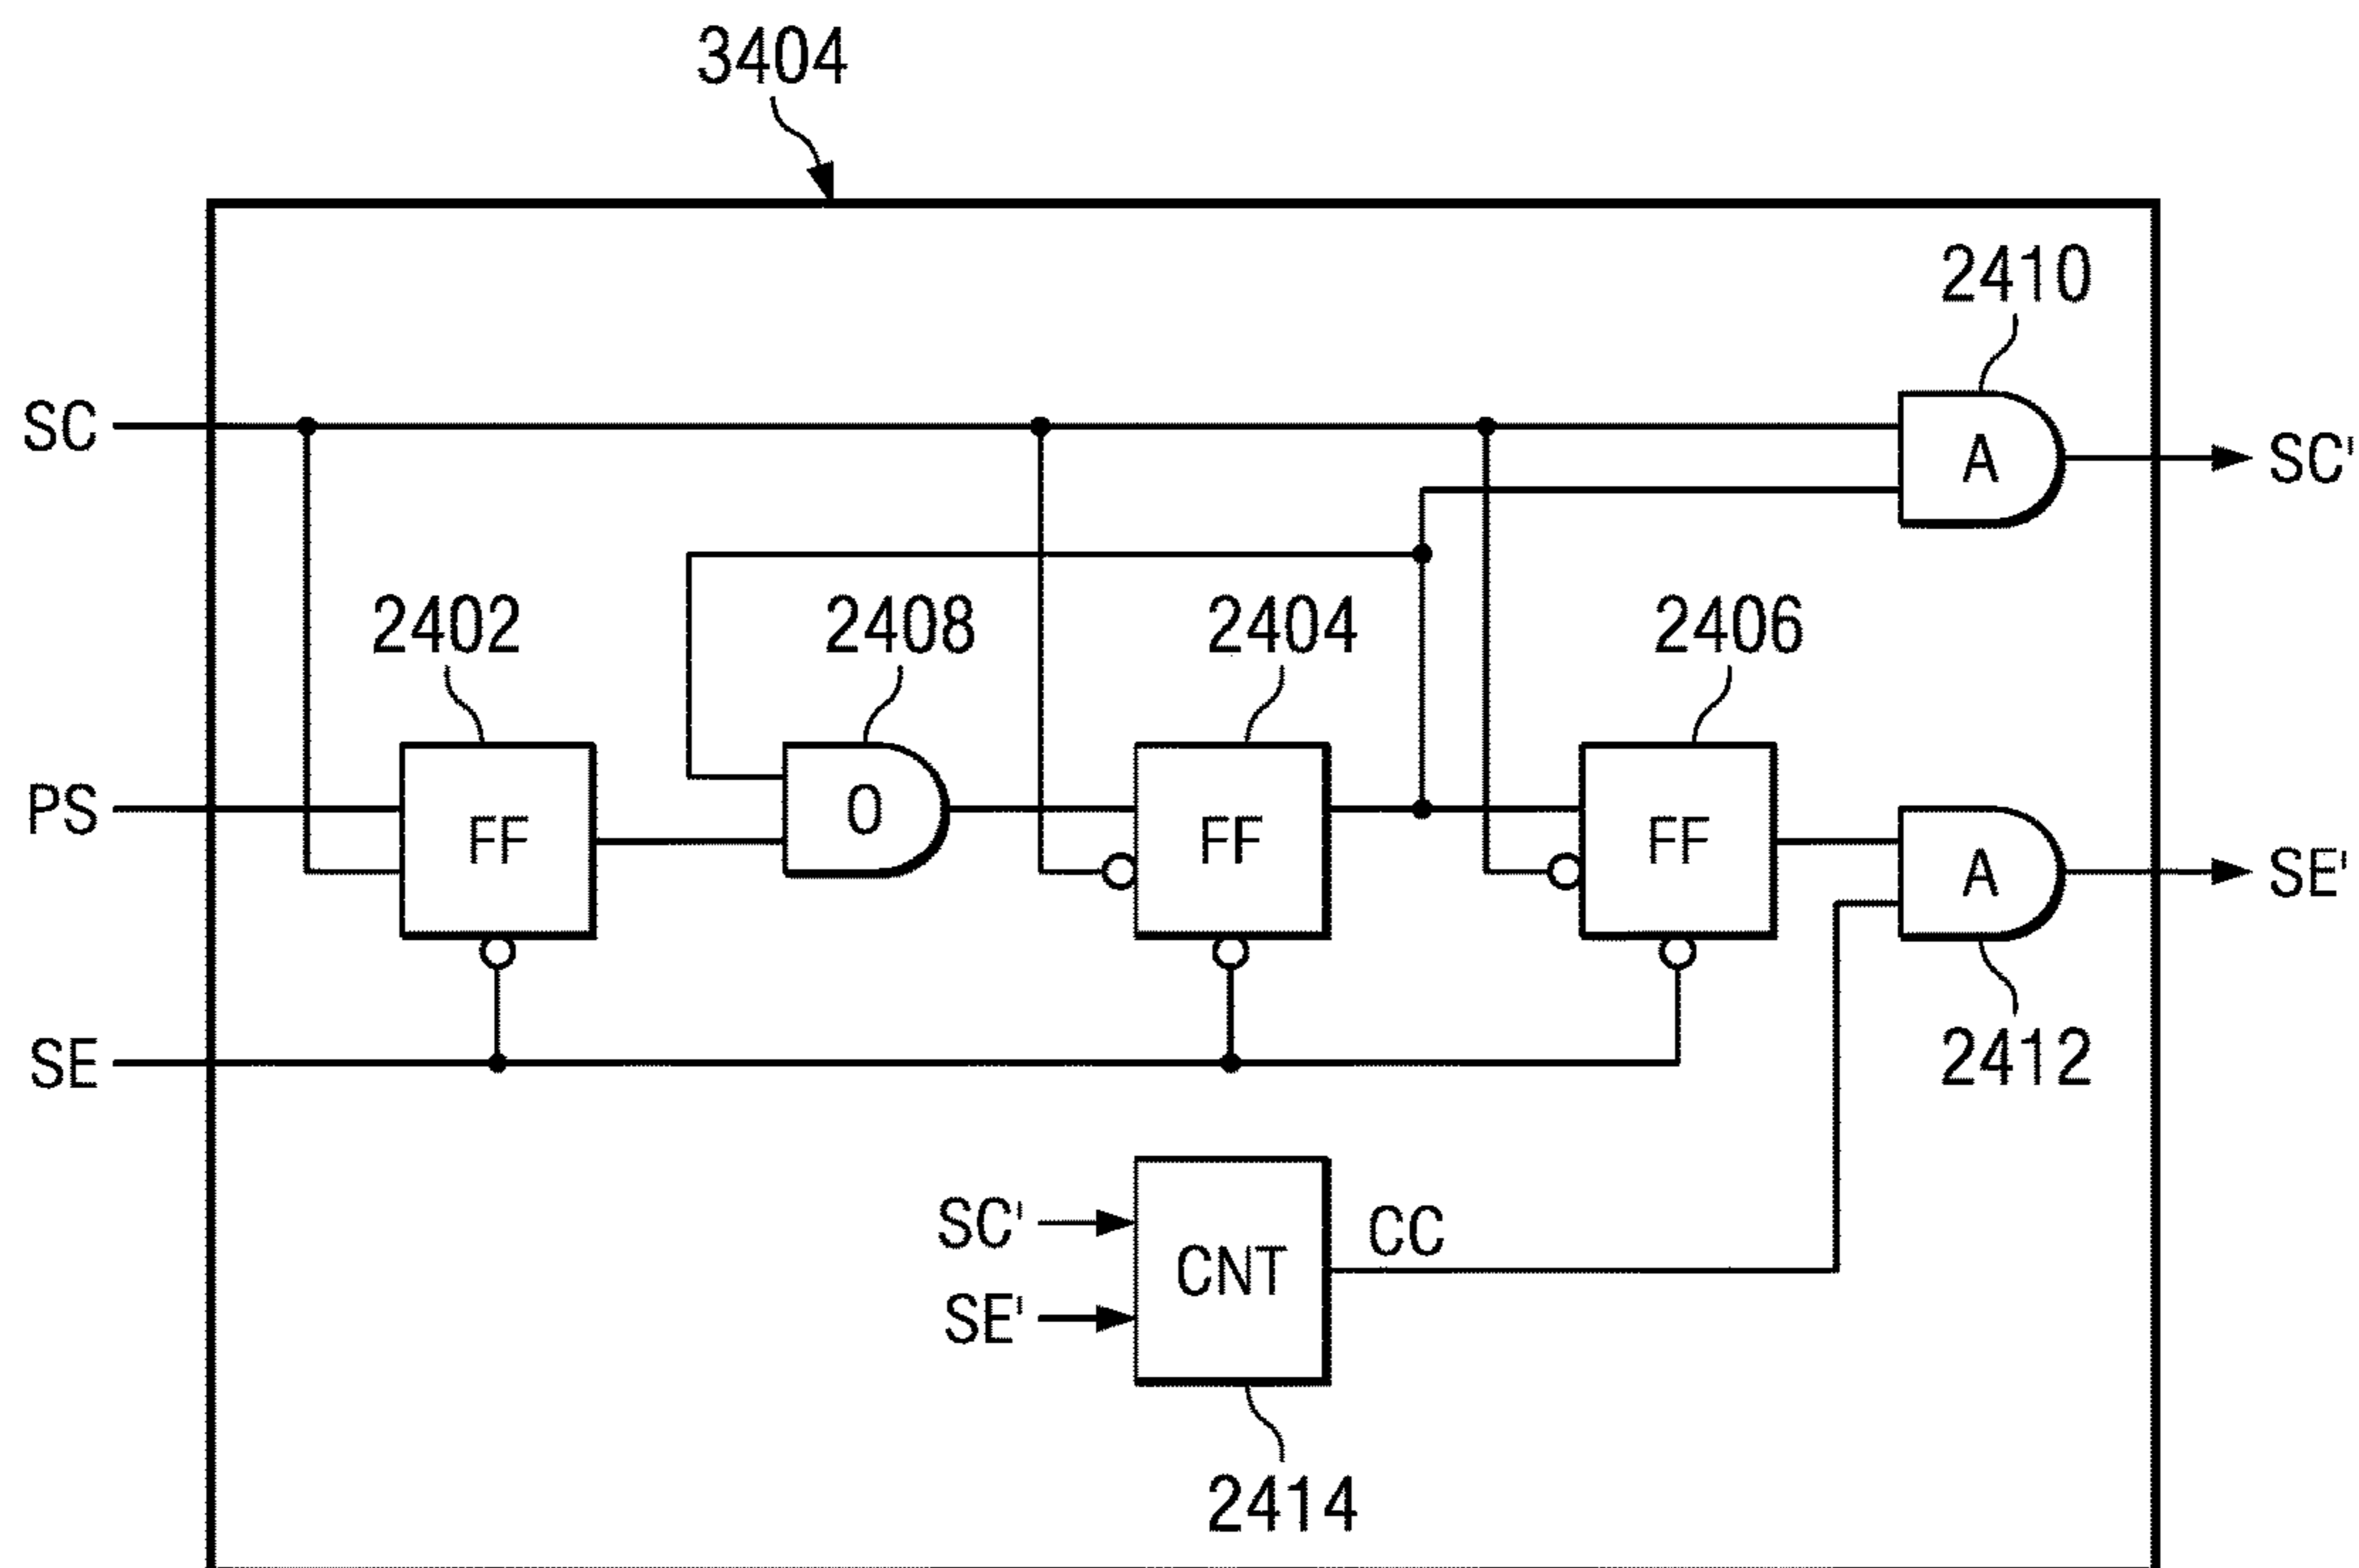 3404
2410
SC
A
SC'
2402
2408
2404
2406
PS
FF
O
FF
FF
A
SE'
SE
2412
SC'
CC
CNT
SE'
2414